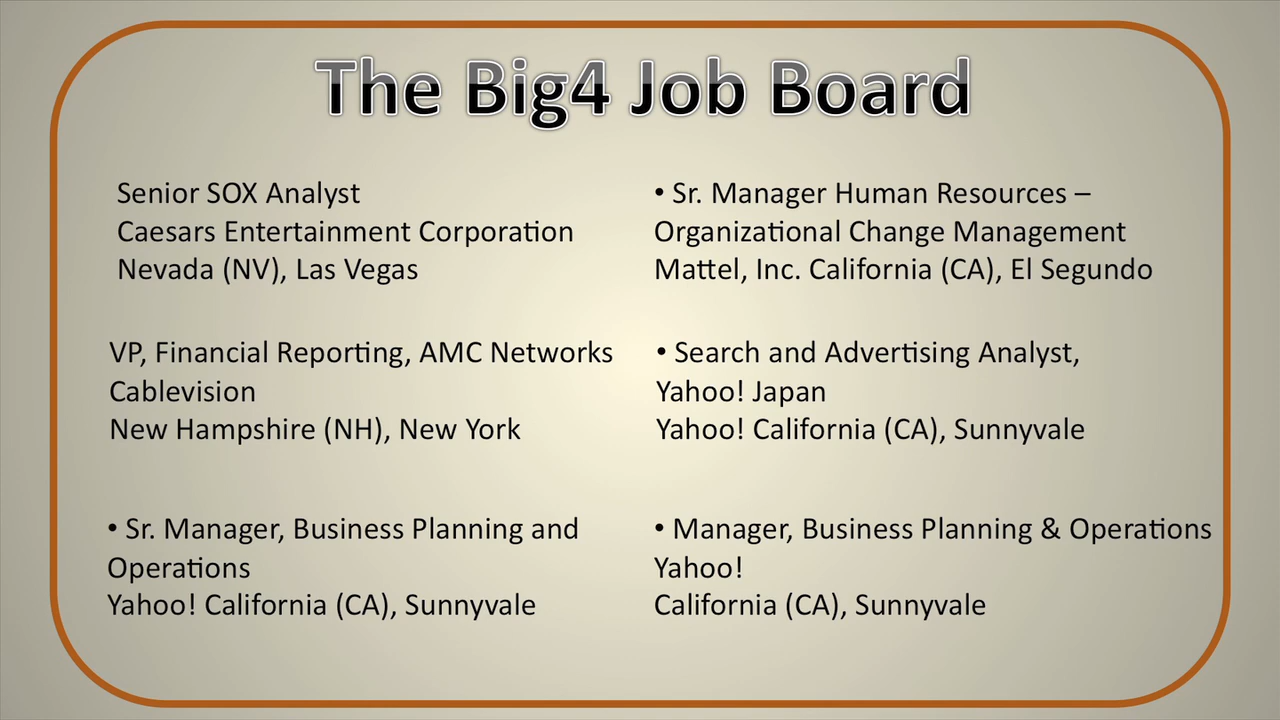 The Big4 Job Board
Senior SOX Analyst
Caesars Entertainment Corporation
Nevada (NV), Las Vegas
VP, Financial Reporting, AMC Networks
Cablevision
New Hampshire (NH), New York
• Sr. Manager, Business Planning and
Operations
Yahoo! California (CA), Sunnyvale
• Sr. Manager Human Resources –
Organizational Change Management
Mattel, Inc. California (CA), El Segundo
• Search and Advertising Analyst,
Yahoo! Japan
Yahoo! California (CA), Sunnyvale
• Manager, Business Planning & Operations
Yahoo!
California (CA), Sunnyvale